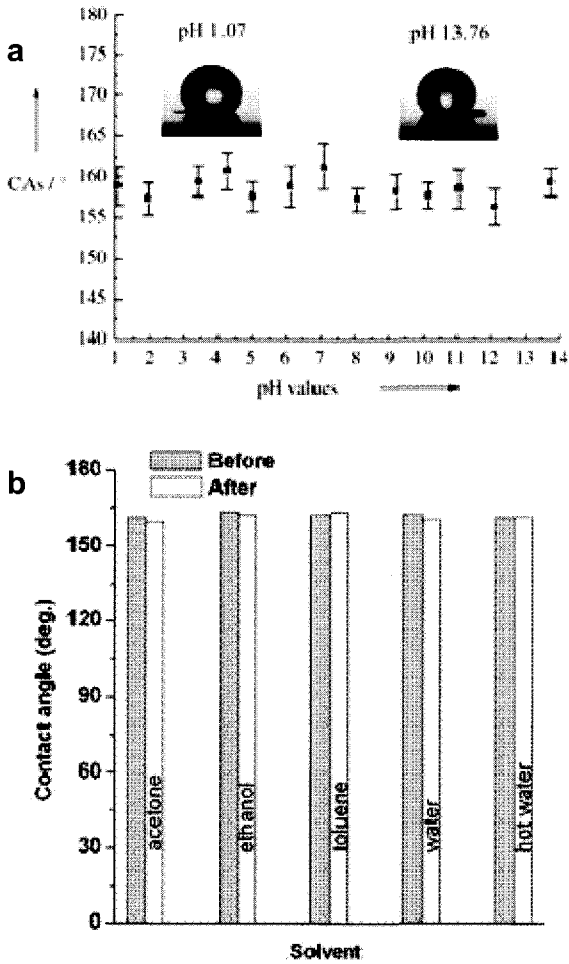 a
pH 1.07
pH 13.76
CAs / °
180
175
170
165
160
155
150
145
140
1 2 3 4 5 6 7 8 9 10 11 12 13 14
pH values
b
Before
After
Contact angle (deg.)
180
150
120
90
60
30
0
acetone
ethanol
toluene
water
hot water
Solvent